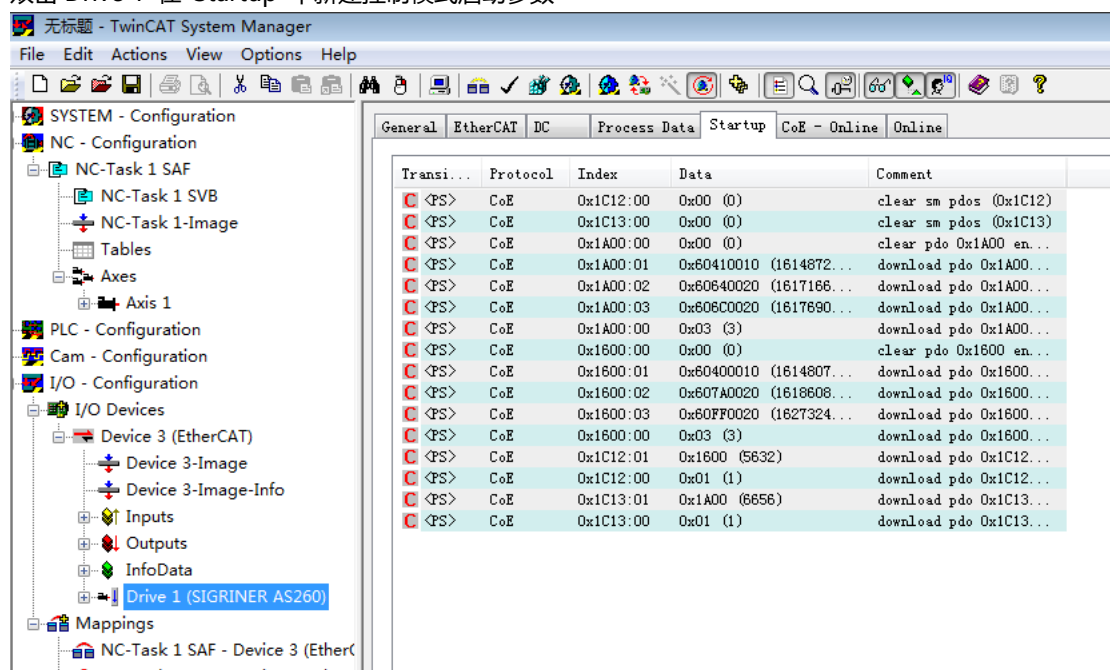 双击 Drive 1 在"Startup"下新建控制模式启动参数
无标题 - TwinCAT System Manager
File Edit Actions View Options Help
SYSTEM - Configuration
NC - Configuration
NC-Task 1 SAF
NC-Task 1 SVB
NC-Task 1-Image
Tables
Axes
Axis 1
PLC - Configuration
Cam - Configuration
I/O - Configuration
I/O Devices
Device 3 (EtherCAT)
Device 3-Image
Device 3-Image-Info
Inputs
Outputs
InfoData
Drive 1 (SIGRINER AS260)
Mappings
NC-Task 1 SAF - Device 3 (Ether(
General EtherCAT DC Process Data Startup CoE - Online Online
Transi... Protocol Index Data Comment
C <PS> CoE 0x1C12:00 0x00 (0) clear sm pdos (0x1C12)
C <PS> CoE 0x1C13:00 0x00 (0) clear sm pdos (0x1C13)
C <PS> CoE 0x1A00:00 0x00 (0) clear pdo 0x1A00 en...
C <PS> CoE 0x1A00:01 0x60410010 (1614872... download pdo 0x1A00...
C <PS> CoE 0x1A00:02 0x60640020 (1617166... download pdo 0x1A00...
C <PS> CoE 0x1A00:03 0x606C0020 (1617690... download pdo 0x1A00...
C <PS> CoE 0x1A00:00 0x03 (3) download pdo 0x1A00...
C <PS> CoE 0x1600:00 0x00 (0) clear pdo 0x1600 en...
C <PS> CoE 0x1600:01 0x60400010 (1614807... download pdo 0x1600...
C <PS> CoE 0x1600:02 0x607A0020 (1618608... download pdo 0x1600...
C <PS> CoE 0x1600:03 0x60FF0020 (1627324... download pdo 0x1600...
C <PS> CoE 0x1600:00 0x03 (3) download pdo 0x1600...
C <PS> CoE 0x1C12:01 0x1600 (5632) download pdo 0x1C12...
C <PS> CoE 0x1C12:00 0x01 (1) download pdo 0x1C12...
C <PS> CoE 0x1C13:01 0x1A00 (6656) download pdo 0x1C13...
C <PS> CoE 0x1C13:00 0x01 (1) download pdo 0x1C13...